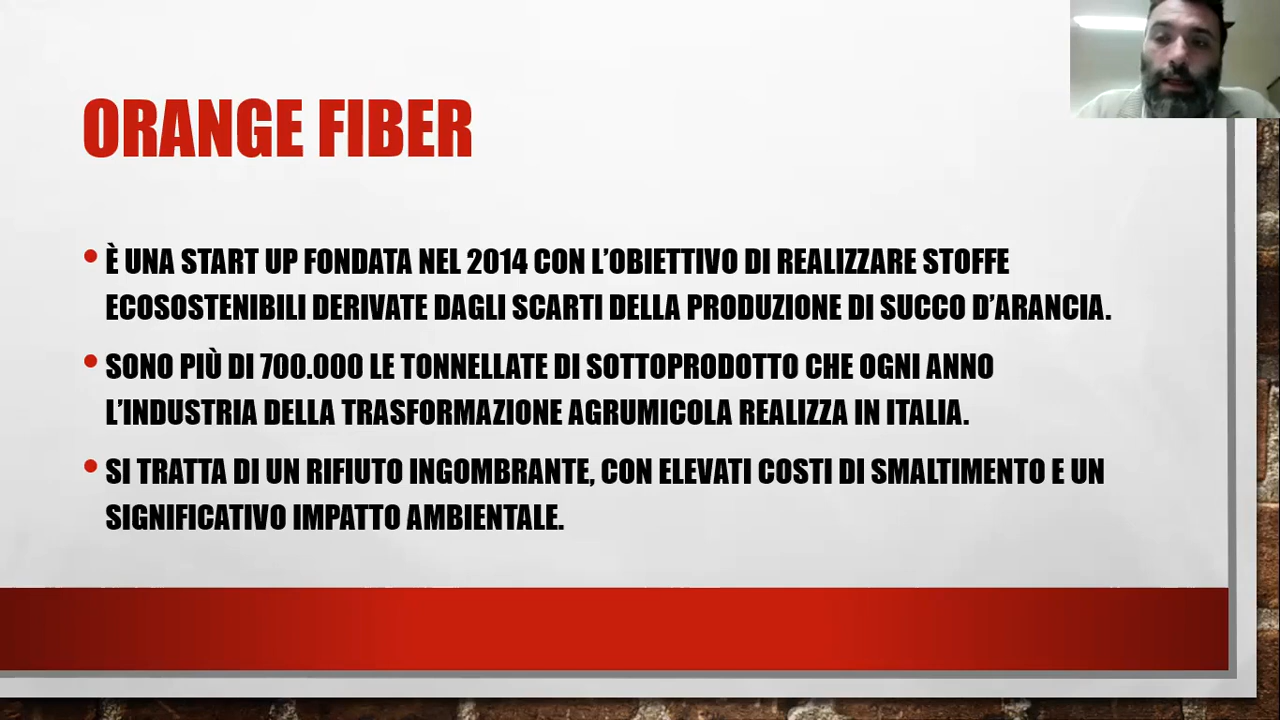 ORANGE FIBER
• È UNA START UP FONDATA NEL 2014 CON L'OBIETTIVO DI REALIZZARE STOFFE
ECOSOSTENIBILI DERIVATE DAGLI SCARTI DELLA PRODUZIONE DI SUCCO D'ARANCIA.
• SONO PIÙ DI 700.000 LE TONNELLATE DI SOTTOPRODOTTO CHE OGNI ANNO
L'INDUSTRIA DELLA TRASFORMAZIONE AGRUMICOLA REALIZZA IN ITALIA.
• SI TRATTA DI UN RIFIUTO INGOMBRANTE, CON ELEVATI COSTI DI SMALTIMENTO E UN
SIGNIFICATIVO IMPATTO AMBIENTALE.